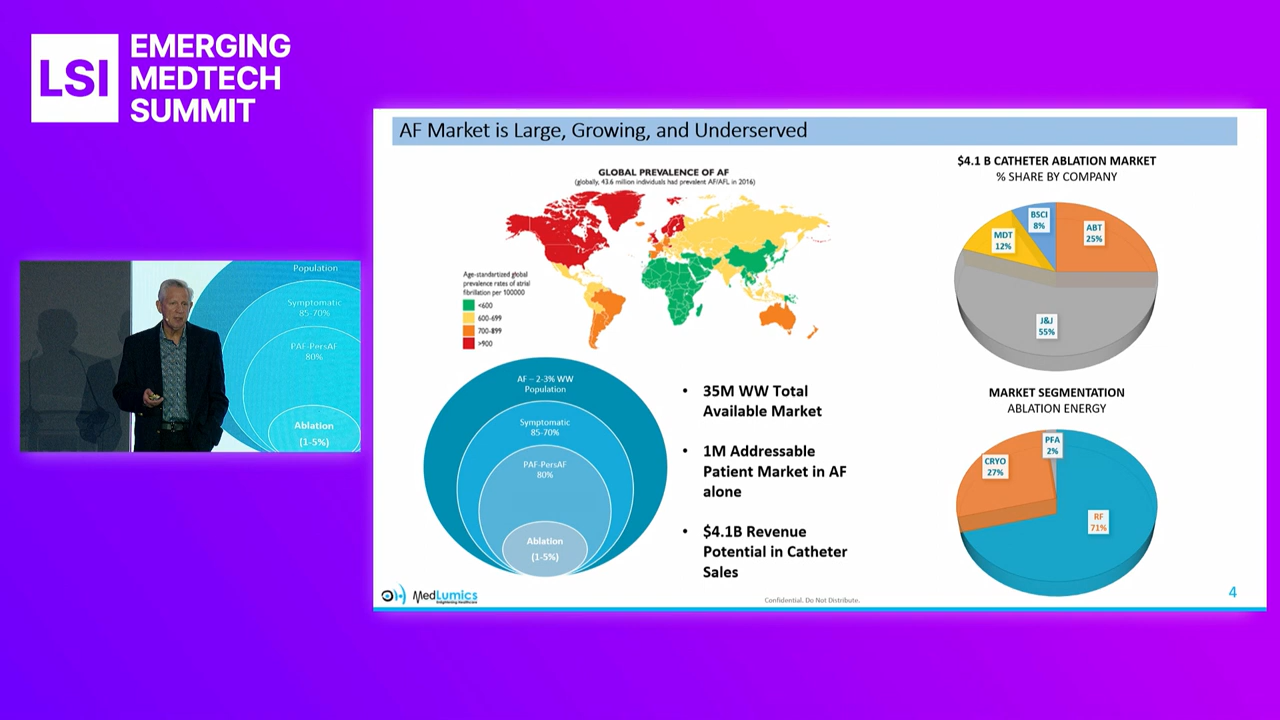 LSI
EMERGING
MEDTECH
SUMMIT
AF Market is Large, Growing, and Underserved
GLOBAL PREVALENCE OF AF
(globally, 43.6 million individuals had prevalent AF/AFL in 2016)
Age-standartized global
prevalence rates of atrial
fibrillation per 100000
<600
600-699
700-899
>900
AF – 2-3% WW
Population
Symptomatic
85-70%
PAF-PersAF
80%
Ablation
(1-5%)
• 35M WW Total
Available Market
• 1M Addressable
Patient Market in AF
alone
• $4.1B Revenue
Potential in Catheter
Sales
$4.1 B CATHETER ABLATION MARKET
% SHARE BY COMPANY
BSCI
8%
ABT
25%
MDT
12%
J&J
55%
MARKET SEGMENTATION
ABLATION ENERGY
PFA
2%
CRYO
27%
RF
71%
MedLumics
Enlightening Healthcare
Confidential. Do Not Distribute.
4
Population
Symptomatic
85-70%
PAF-PersAF
80%
Ablation
(1-5%)